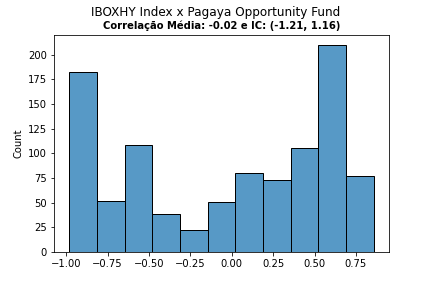 IBOXHY Index x Pagaya Opportunity Fund
Correlação Média: -0.02 e IC: (-1.21, 1.16)
Count
200
175
150
125
100
75
50
25
0
−1.00 −0.75 −0.50 −0.25 0.00 0.25 0.50 0.75